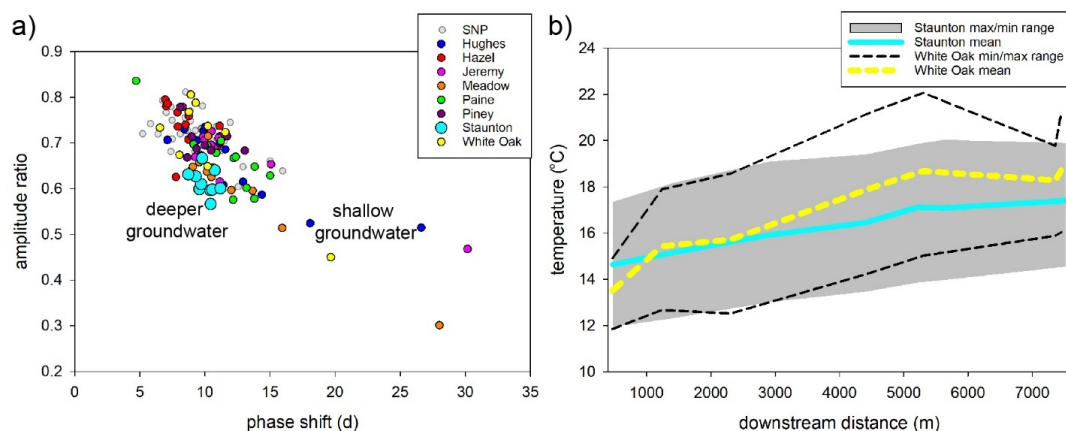 a)
amplitude ratio
0.9
0.8
0.7
0.6
0.5
0.4
0.3
0.2
SNP
Hughes
Hazel
Jeremy
Meadow
Paine
Piney
Staunton
White Oak
deeper
groundwater
shallow
groundwater
0 5 10 15 20 25 30 35
phase shift (d)
b)
temperature (°C)
24
22
20
18
16
14
12
10
Staunton max/min range
Staunton mean
White Oak min/max range
White Oak mean
1000 2000 3000 4000 5000 6000 7000
downstream distance (m)